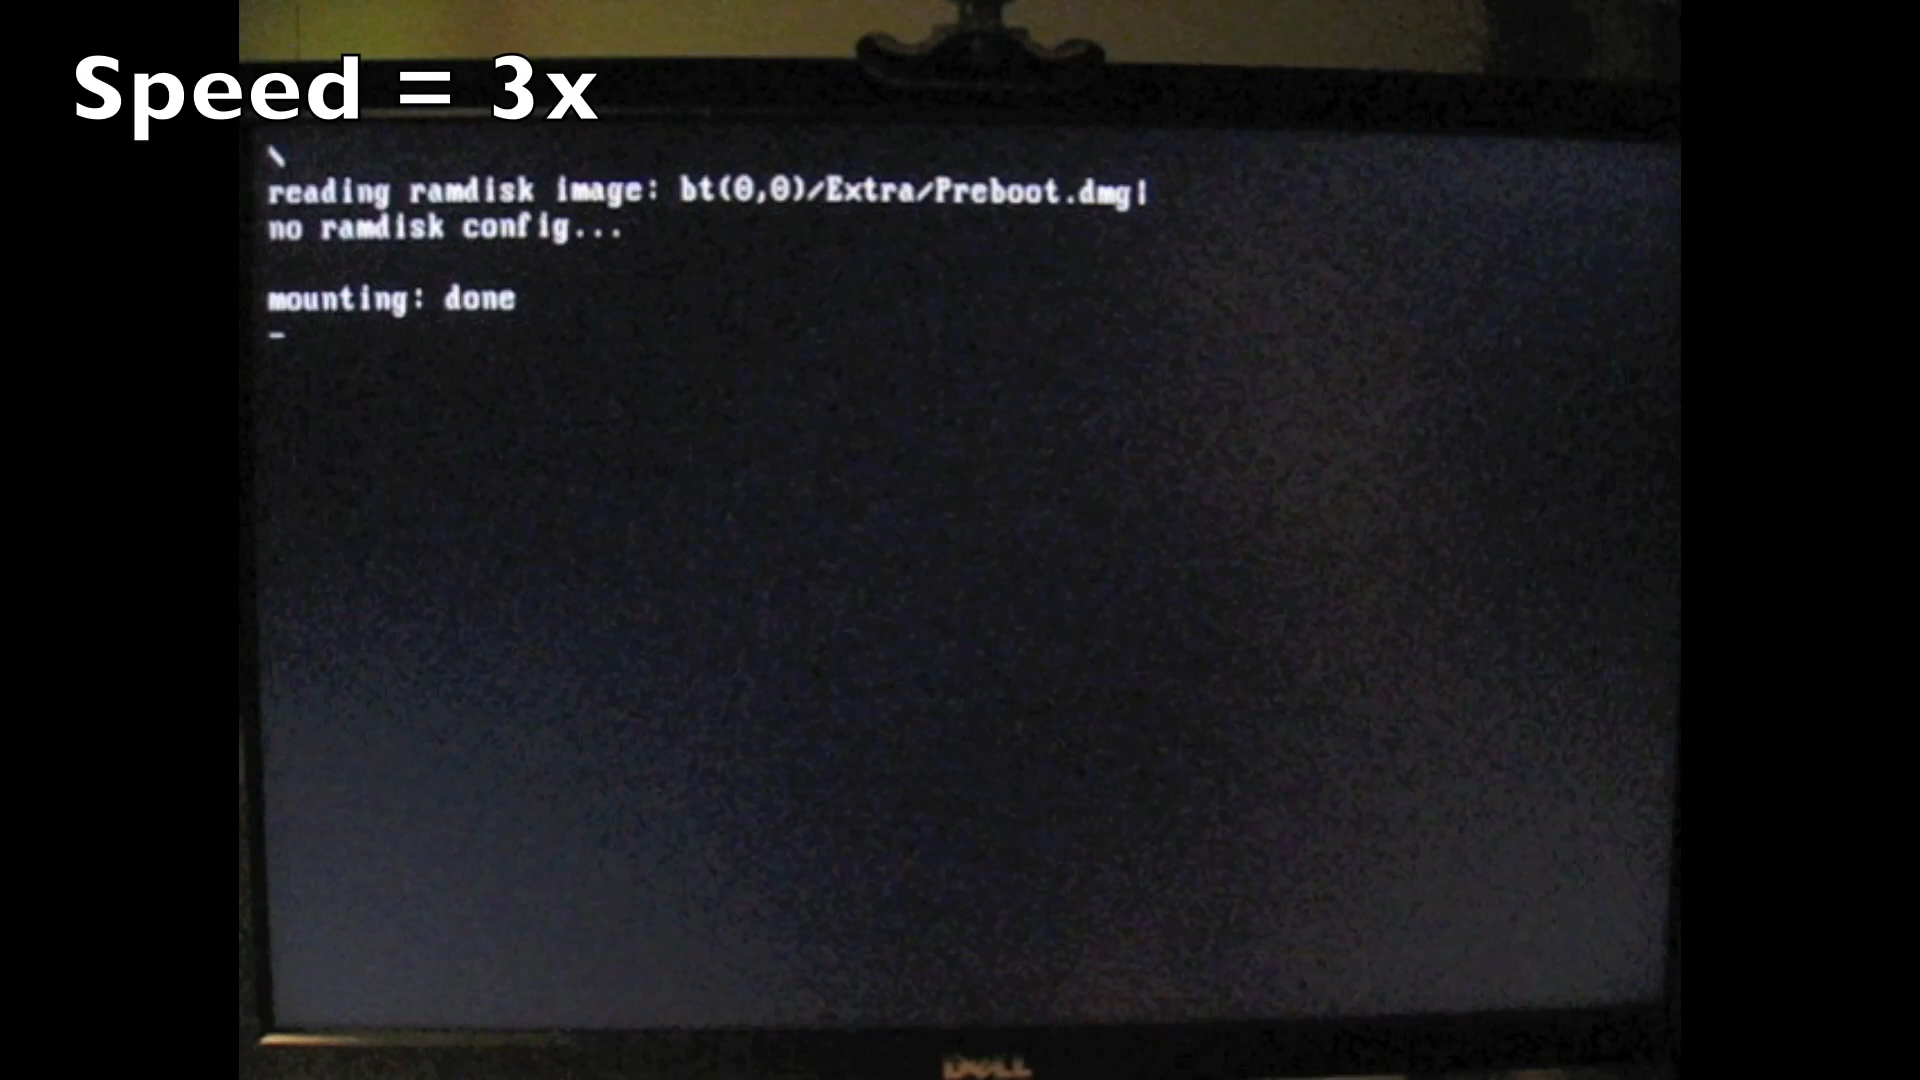 Speed = 3x
\
reading ramdisk image: bt(0,0)/Extra/Preboot.dmg|
no ramdisk config...
mounting: done
_
DELL